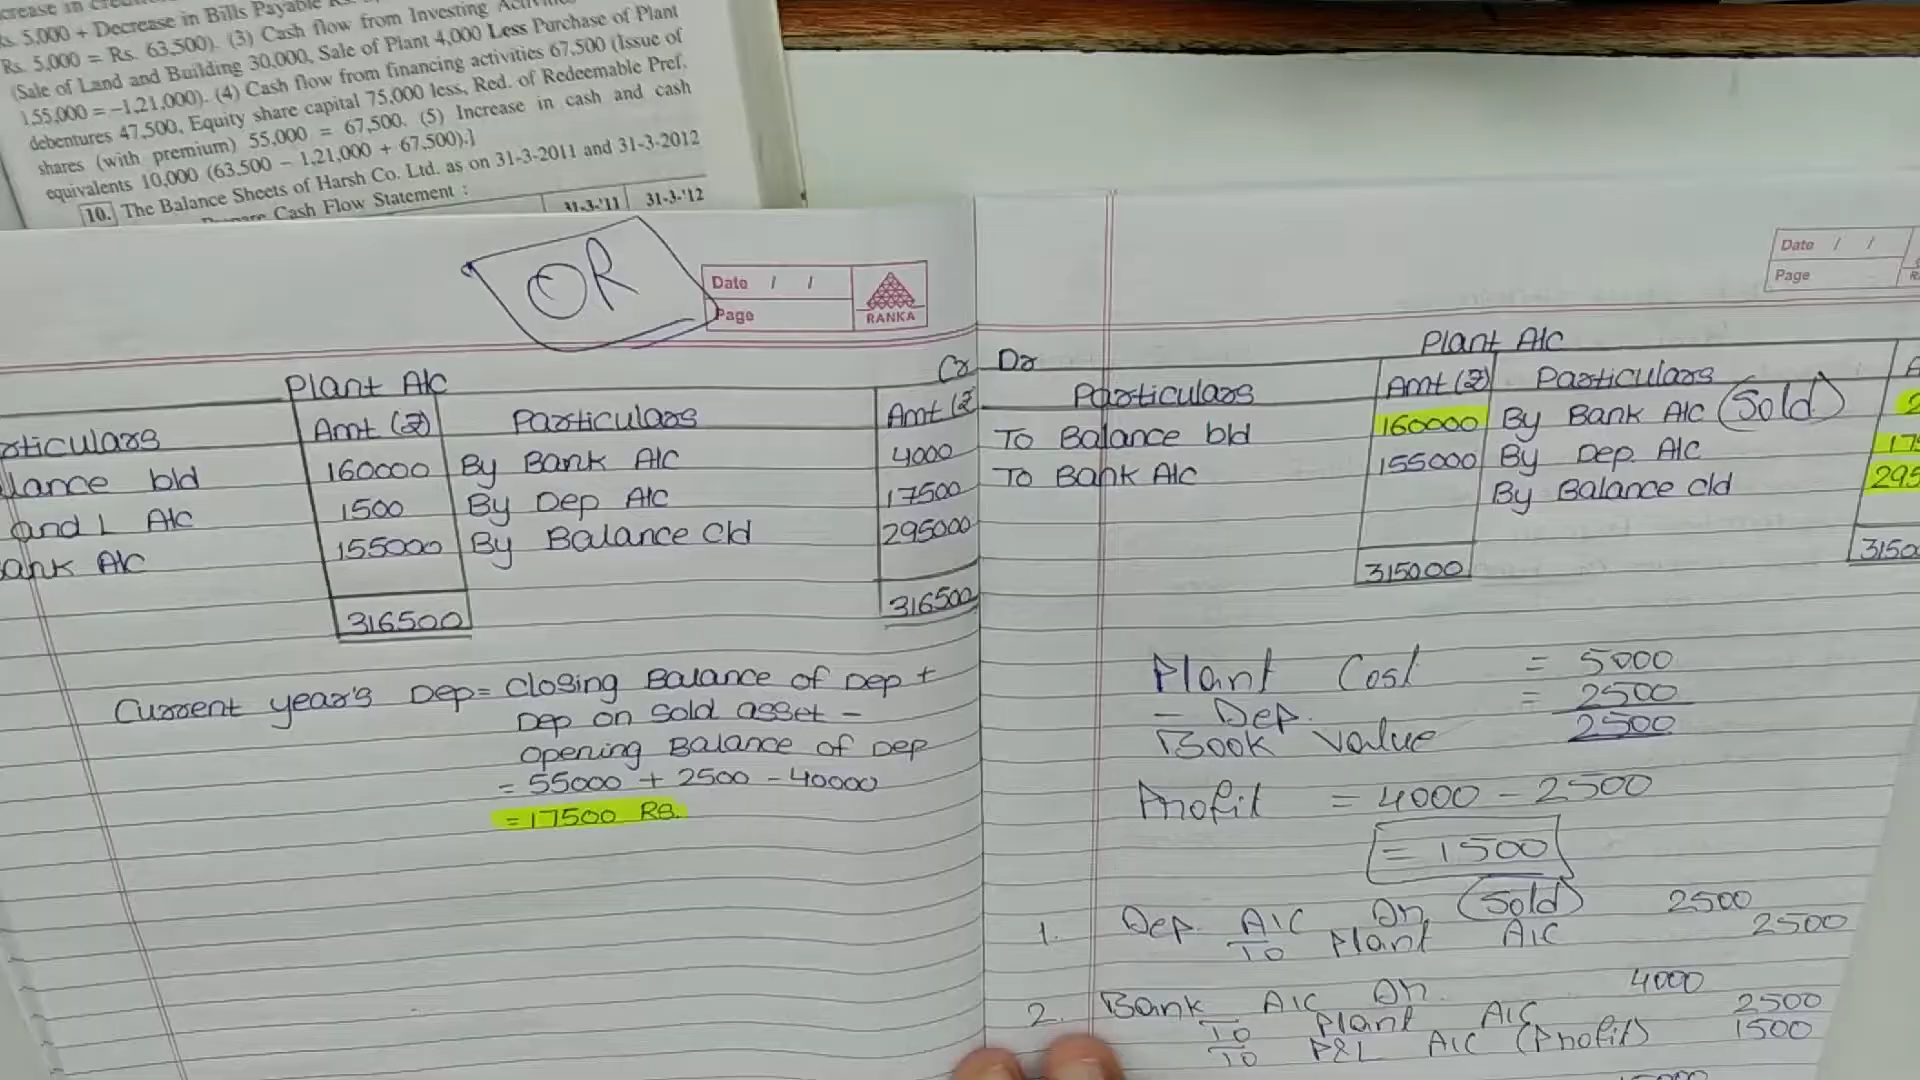 Rs. 5,000 + Decrease in Bills Payable
Rs. 5,000 = Rs. 63,500). (3) Cash flow from Investing
(Sale of Land and Building 30,000, Sale of Plant 4,000 Less Purchase of Plant
1,55,000 = –1,21,000). (4) Cash flow from financing activities 67,500 (Issue of
debentures 47,500, Equity share capital 75,000 less, Red. of Redeemable Pref.
shares (with premium) 55,000 = 67,500. (5) Increase in cash and cash
equivalents 10,000 (63,500 – 1,21,000 + 67,500).]
10. The Balance Sheets of Harsh Co. Ltd. as on 31-3-2011 and 31-3-2012
Cash Flow Statement :
31-3-'11 31-3-'12
OR
Date / /
Page
RANKA
Plant A/c Cr
Amt (₹) Particulars Amt (₹
bld 160000 By Bank A/c 4000
and L A/c 1500 By Dep A/c 17500
A/c 155000 By Balance Cld 295000
316500 316500
Current year's Dep = Closing Balance of Dep +
Dep on sold asset –
Opening Balance of Dep
= 55000 + 2500 – 40000
= 17500 RS.
Date / /
Page
Dr Plant A/c
Particulars Amt (₹) Particulars
To Balance bld 160000 By Bank A/c (Sold)
To Bank A/c 155000 By Dep. A/c
By Balance cld
315000
Plant Cost = 5000
– Dep. = 2500
Book Value 2500
Profit = 4000 – 2500
= 1500
1. Dep. A/C Dr. (Sold) 2500
To Plant A/C 2500
2. Bank A/C Dr. 4000
To Plant A/C 2500
To P&L A/C (Profit) 1500